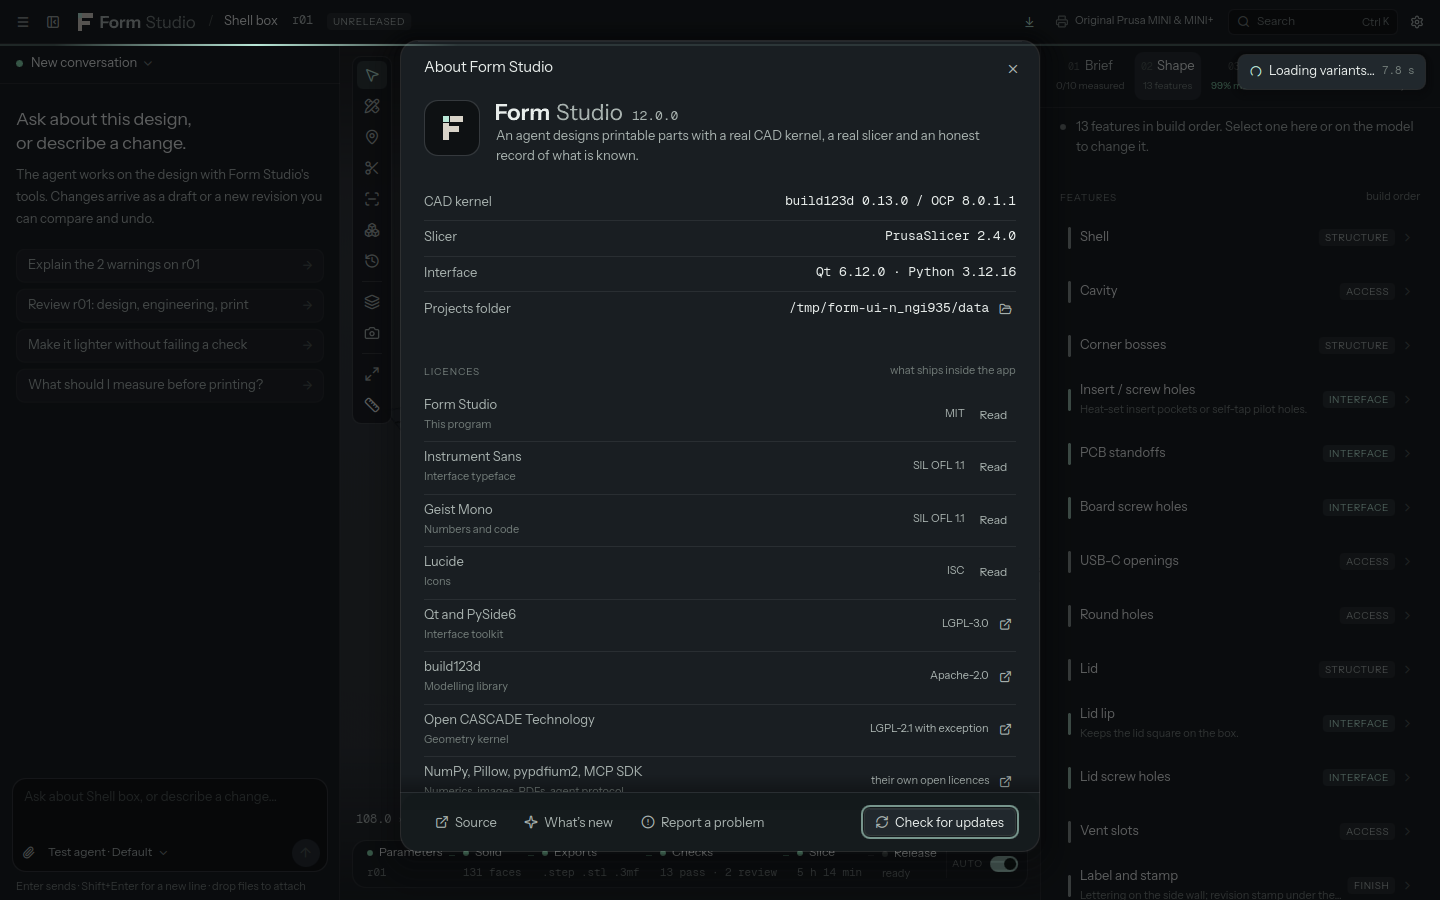 Form Studio / Shell box r01 UNRELEASED
Original Prusa MINI & MINI+
Search Ctrl K
New conversation
Ask about this design,
or describe a change.
The agent works on the design with Form Studio's
tools. Changes arrive as a draft or a new revision you
can compare and undo.
Explain the 2 warnings on r01
Review r01: design, engineering, print
Make it lighter without failing a check
What should I measure before printing?
Ask about Shell box, or describe a change...
Test agent · Default
Enter sends · Shift+Enter for a new line · drop files to attach
About Form Studio
Form Studio 12.0.0
An agent designs printable parts with a real CAD kernel, a real slicer and an honest
record of what is known.
CAD kernel build123d 0.13.0 / OCP 8.0.1.1
Slicer PrusaSlicer 2.4.0
Interface Qt 6.12.0 · Python 3.12.16
Projects folder /tmp/form-ui-n_ngi935/data
LICENCES what ships inside the app
Form Studio
This program
MIT Read
Instrument Sans
Interface typeface
SIL OFL 1.1 Read
Geist Mono
Numbers and code
SIL OFL 1.1 Read
Lucide
Icons
ISC Read
Qt and PySide6
Interface toolkit
LGPL-3.0
build123d
Modelling library
Apache-2.0
Open CASCADE Technology
Geometry kernel
LGPL-2.1 with exception
NumPy, Pillow, pypdfium2, MCP SDK
Numerics, images, PDFs, agent protocol
their own open licences
Source
What's new
Report a problem
Check for updates
108.0
Parameters
r01
Solid
131 faces
Exports
.step .stl .3mf
Checks
13 pass · 2 review
Slice
5 h 14 min
Release
ready
AUTO
01 Brief
0/10 measured
02 Shape
13 features
99% m
Loading variants... 7.8 s
13 features in build order. Select one here or on the model
to change it.
FEATURES build order
Shell STRUCTURE
Cavity ACCESS
Corner bosses STRUCTURE
Insert / screw holes
Heat-set insert pockets or self-tap pilot holes.
INTERFACE
PCB standoffs INTERFACE
Board screw holes INTERFACE
USB-C openings ACCESS
Round holes ACCESS
Lid STRUCTURE
Lid lip
Keeps the lid square on the box.
INTERFACE
Lid screw holes INTERFACE
Vent slots ACCESS
Label and stamp
Lettering on the side wall; revision stamp under the...
FINISH